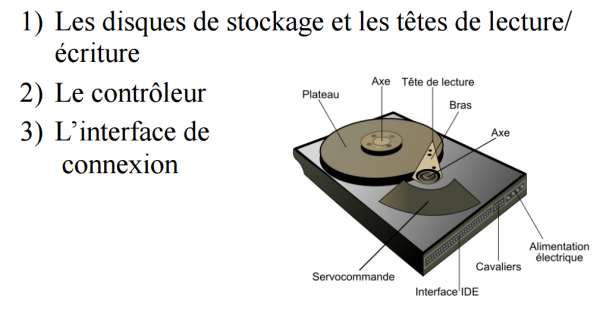 1) Les disques de stockage et les têtes de lecture/
écriture
2) Le contrôleur
3) L’interface de
connexion
Axe
Tête de lecture
Plateau
Bras
Axe
Alimentation
électrique
Cavaliers
Servocommande
Interface IDE